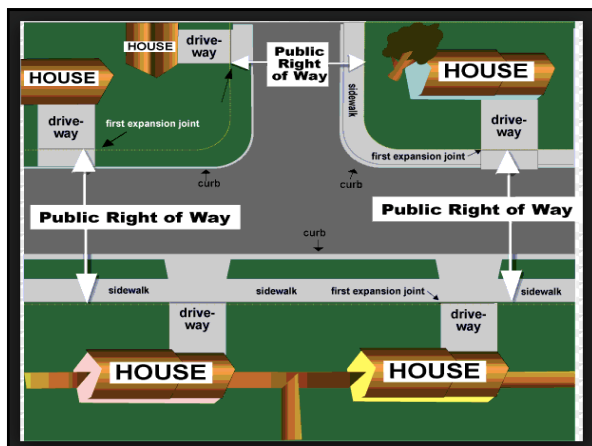 HOUSE
drive-
way
Public
Right
of Way
HOUSE
HOUSE
sidewalk
drive-
way
drive-
way
first expansion joint
first expansion joint
curb
curb
Public Right of Way
Public Right of Way
curb
sidewalk
sidewalk
first expansion joint
sidewalk
drive-
way
drive-
way
HOUSE
HOUSE